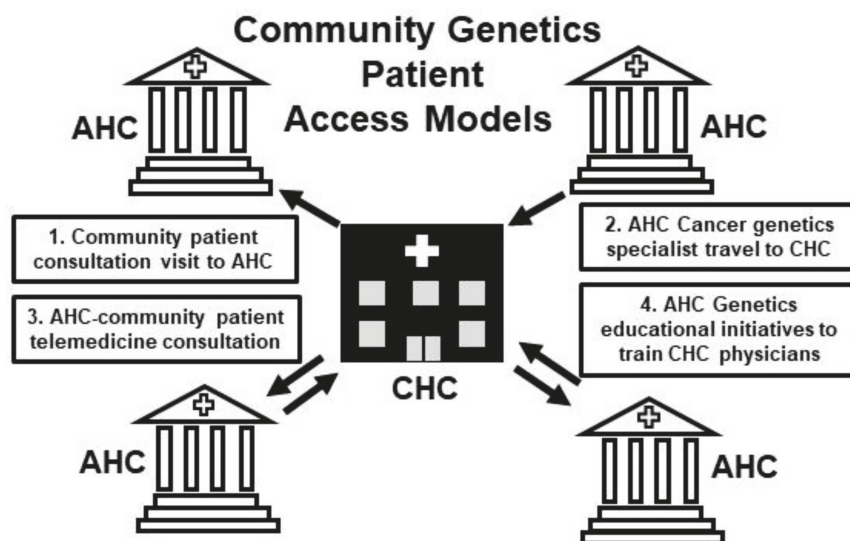 Community Genetics
Patient
Access Models
AHC
AHC
1. Community patient
consultation visit to AHC
2. AHC Cancer genetics
specialist travel to CHC
3. AHC-community patient
telemedicine consultation
4. AHC Genetics
educational initiatives to
train CHC physicians
CHC
AHC
AHC